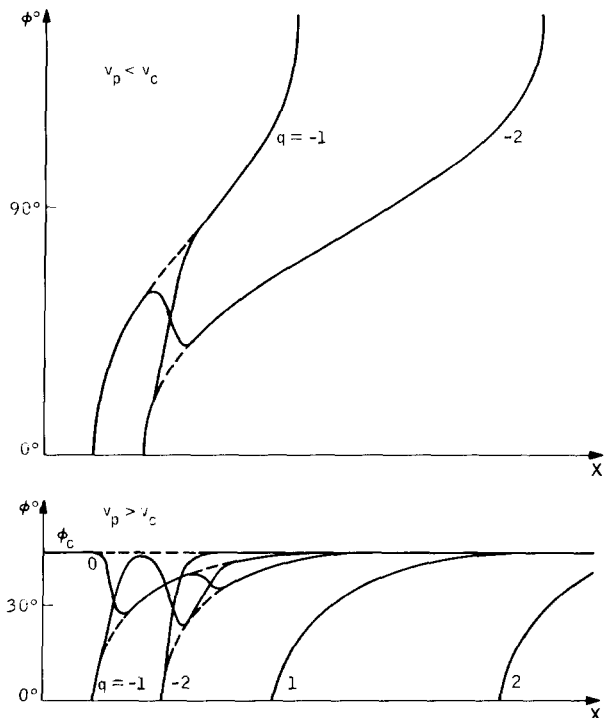 ϕ°
v_p < v_c
q = -1
-2
90°
0°
X
ϕ°
v_p > v_c
ϕ_c
0
30°
0°
q = -1
-2
1
2
X